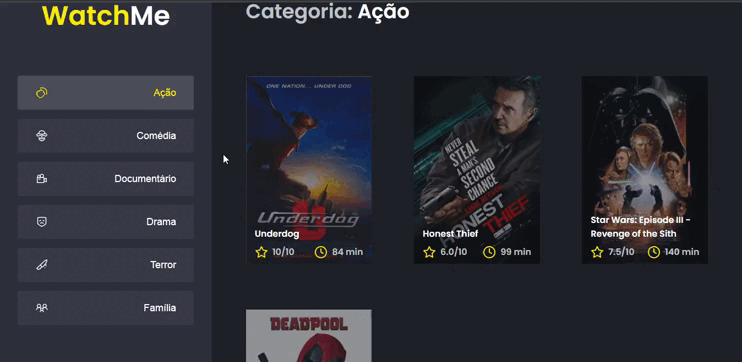 WatchMe
Ação
Comédia
Documentário
Drama
Terror
Família
Categoria: Ação
ONE NATION... UNDER DOG
Underdog
Underdog
10/10
84 min
NEVER
STEAL
A MAN'S
SECOND
CHANCE
HONEST
THIEF
Honest Thief
6.0/10
99 min
Star Wars: Episode III -
Revenge of the Sith
7.5/10
140 min
DEADPOOL